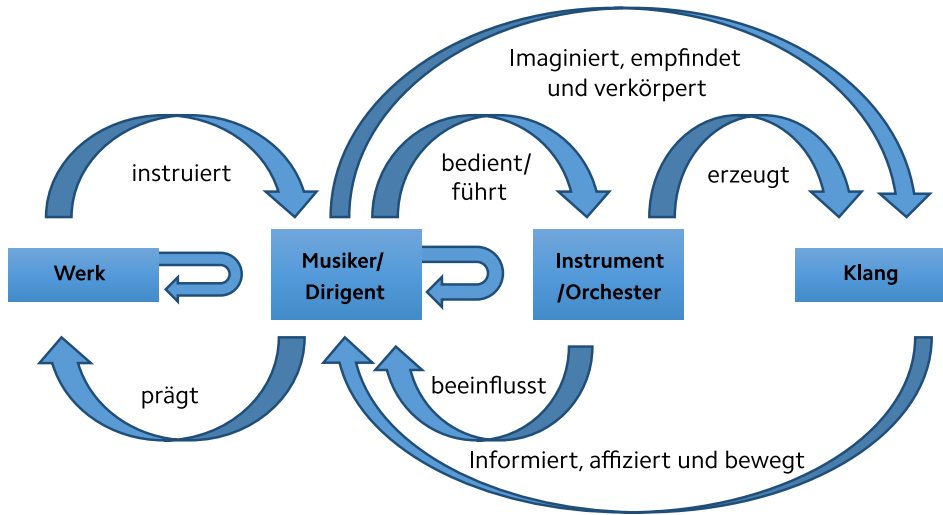 Imaginiert, empfindet
und verkörpert
instruiert
bedient/
führt
erzeugt
Werk
Musiker/
Dirigent
Instrument
/Orchester
Klang
prägt
beeinflusst
Informiert, affiziert und bewegt